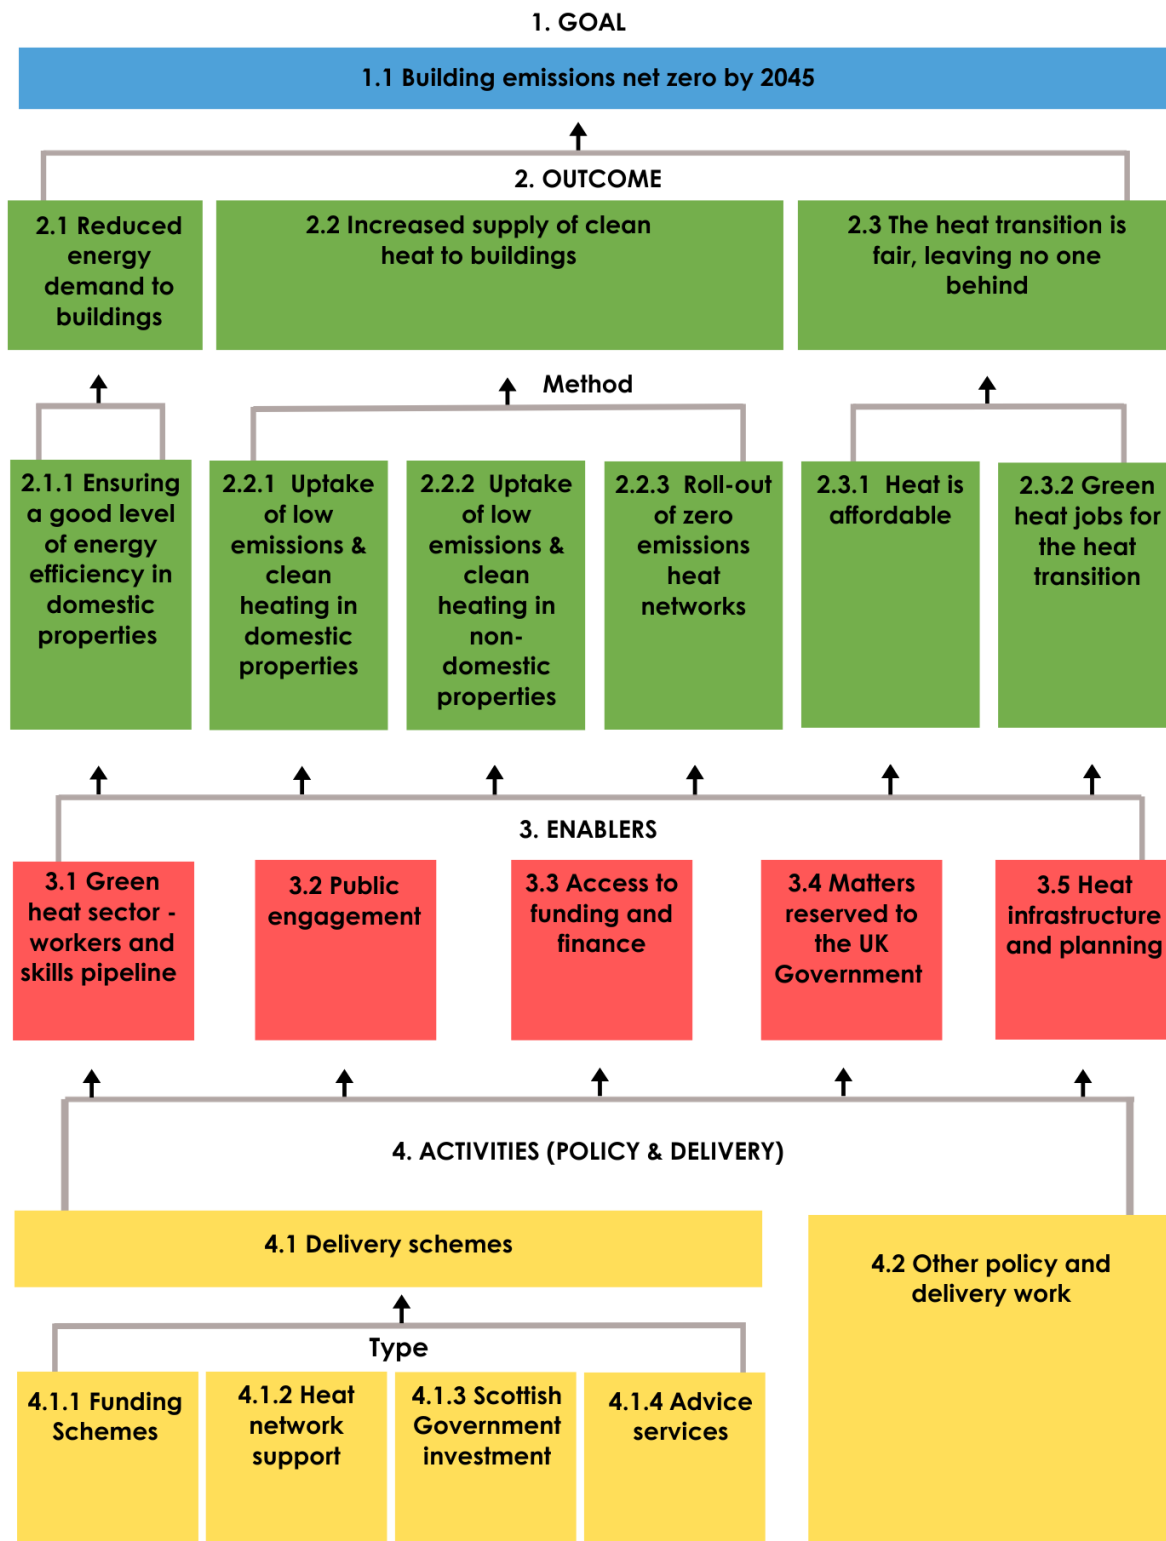 1. GOAL
1.1 Building emissions net zero by 2045
2. OUTCOME
2.1 Reduced
energy
demand to
buildings
2.2 Increased supply of clean
heat to buildings
2.3 The heat transition is
fair, leaving no one
behind
Method
2.1.1 Ensuring
a good level
of energy
efficiency in
domestic
properties
2.2.1 Uptake
of low
emissions &
clean
heating in
domestic
properties
2.2.2 Uptake
of low
emissions &
clean
heating in
non-
domestic
properties
2.2.3 Roll-out
of zero
emissions
heat
networks
2.3.1 Heat is
affordable
2.3.2 Green
heat jobs for
the heat
transition
3. ENABLERS
3.1 Green
heat sector -
workers and
skills pipeline
3.2 Public
engagement
3.3 Access to
funding and
finance
3.4 Matters
reserved to
the UK
Government
3.5 Heat
infrastructure
and planning
4. ACTIVITIES (POLICY & DELIVERY)
4.1 Delivery schemes
4.2 Other policy and
delivery work
Type
4.1.1 Funding
Schemes
4.1.2 Heat
network
support
4.1.3 Scottish
Government
investment
4.1.4 Advice
services